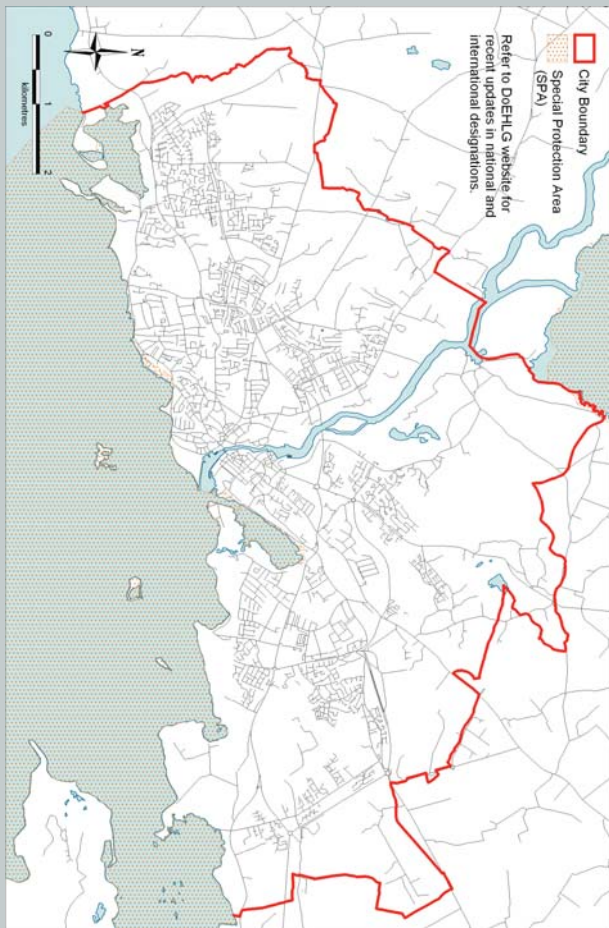 City Boundary
Special Protection Area
(SPA)
Refer to DoEHLG website for
recent updates in national and
international designations.
N
0 1 2
kilometres